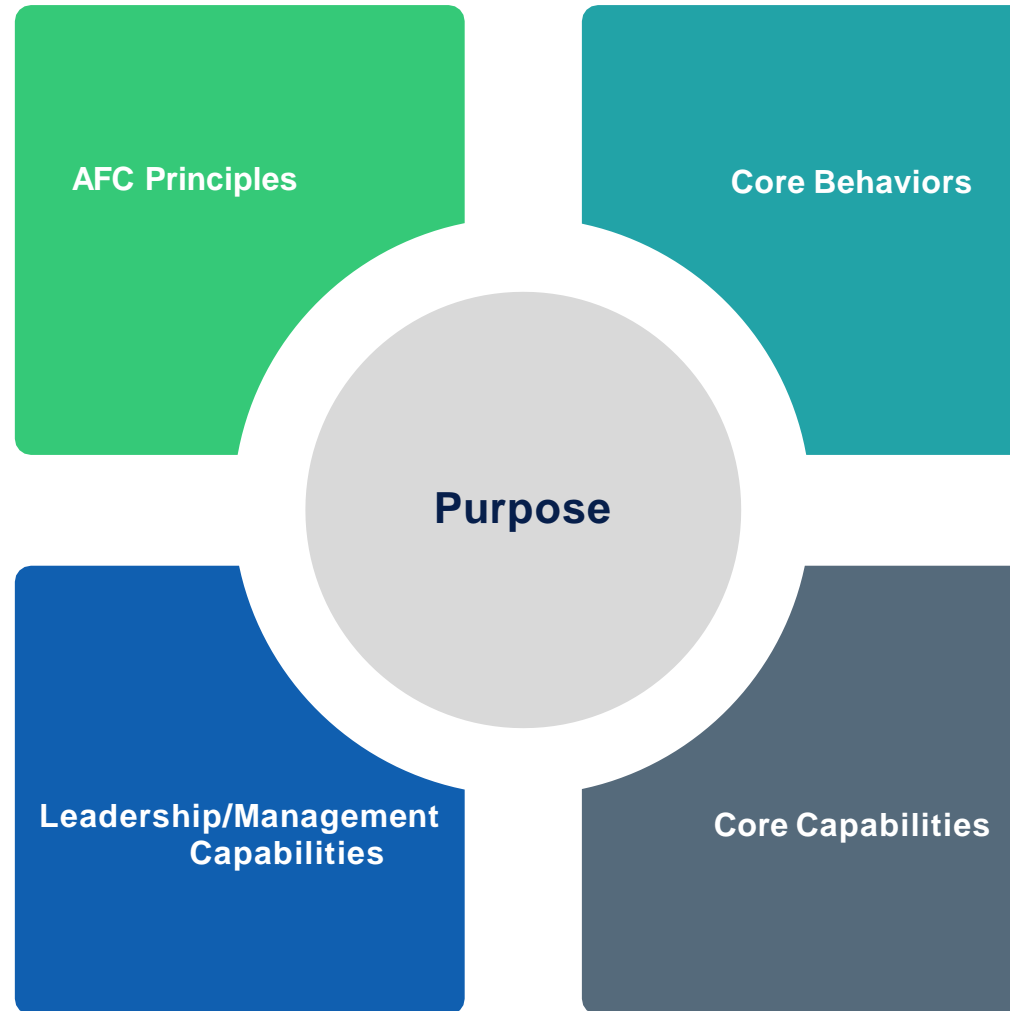 AFC Principles
Core Behaviors
Purpose
Leadership/Management
Capabilities
Core Capabilities